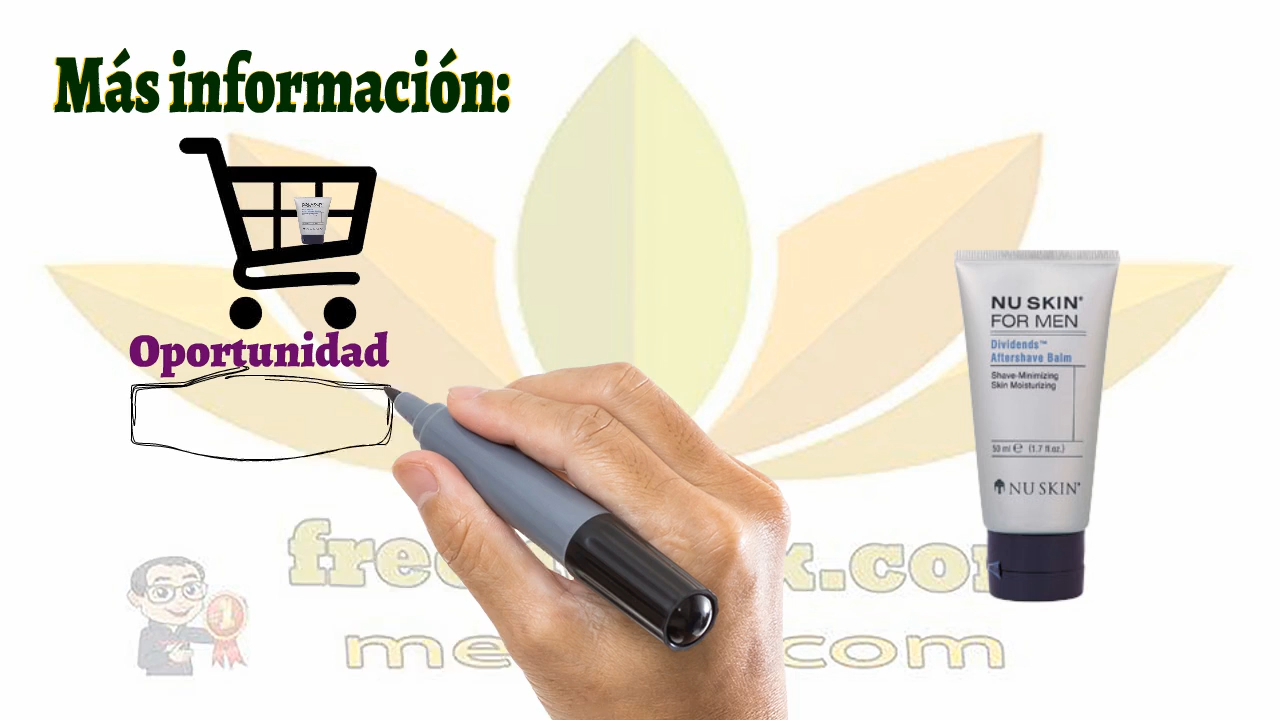 Más información:
Oportunidad
NU SKIN®
FOR MEN
Dividends™
Aftershave Balm
Shave-Minimizing
Skin Moisturizing
50 ml ℮ (1.7 fl.oz.)
NU SKIN®
1